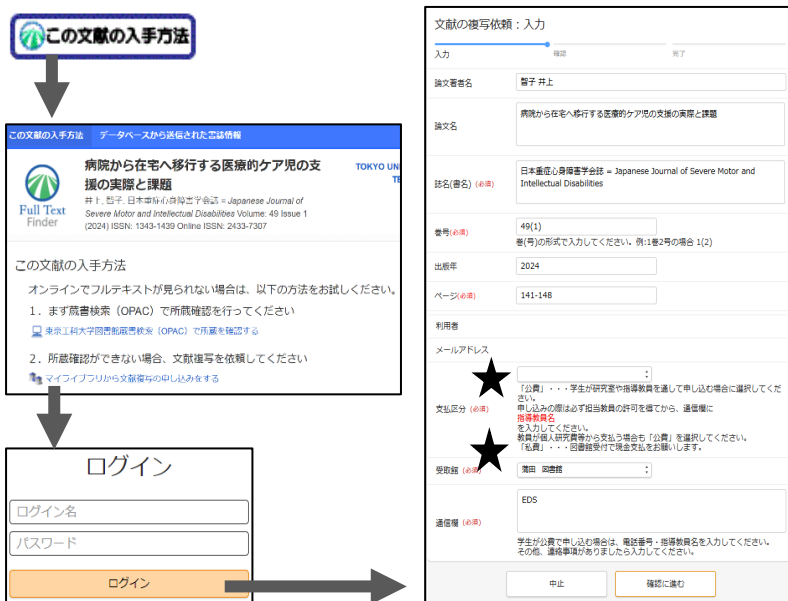 この文献の入手方法
この文献の入手方法 データベースから送信された書誌情報
病院から在宅へ移行する医療的ケア児の支
援の実際と課題
TOKYO UNI
TE
井上, 智子, 日本重症心身障害学会誌 = Japanese Journal of
Severe Motor and Intellectual Disabilities Volume: 49 Issue 1
(2024) ISSN: 1343-1439 Online ISSN: 2433-7307
Full Text
Finder
この文献の入手方法
オンラインでフルテキストが見られない場合は、以下の方法をお試しください。
1．まず蔵書検索（OPAC）で所蔵確認を行ってください
東京工科大学図書館蔵書検索（OPAC）で所蔵を確認する
2．所蔵確認ができない場合、文献複写を依頼してください
マイライブラリから文献複写の申し込みをする
ログイン
ログイン名
パスワード
ログイン
文献の複写依頼：入力
入力 確認 完了
論文著者名 智子 井上
論文名 病院から在宅へ移行する医療的ケア児の支援の実際と課題
誌名(書名) (必須) 日本重症心身障害学会誌 = Japanese Journal of Severe Motor and
Intellectual Disabilities
巻号(必須) 49(1)
巻(号)の形式で入力してください。例:1巻2号の場合 1(2)
出版年 2024
ページ(必須) 141-148
利用者
メールアドレス
支払区分 (必須)
「公費」・・・学生が研究室や指導教員を通して申し込む場合に選択してくだ
さい。
申し込みの際は必ず担当教員の許可を得てから、通信欄に
指導教員名
を入力してください。
教員が個人研究費等から支払う場合も「公費」を選択してください。
「私費」・・・図書館受付で現金支払をお願いします。
受取館 (必須) 蒲田 図書館
通信欄 (必須) EDS
学生が公費で申し込む場合は、電話番号・指導教員名を入力してください。
その他、連絡事項がありましたら入力してください。
中止 確認に進む